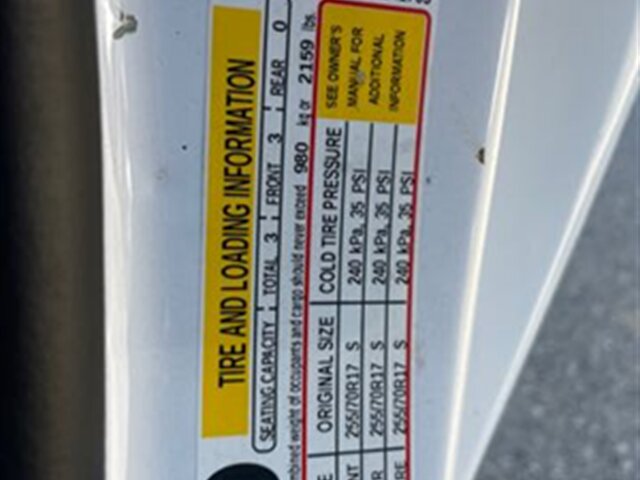 TIRE AND LOADING INFORMATION
SEATING CAPACITY TOTAL 3 FRONT 3 REAR 0
weight of occupants and cargo should never exceed 980 kg or 2159 lbs.
ORIGINAL SIZE COLD TIRE PRESSURE SEE OWNER'S
255/70R17 S 240 kPa, 35 PSI MANUAL FOR
255/70R17 S 240 kPa, 35 PSI ADDITIONAL
255/70R17 S 240 kPa, 35 PSI INFORMATION